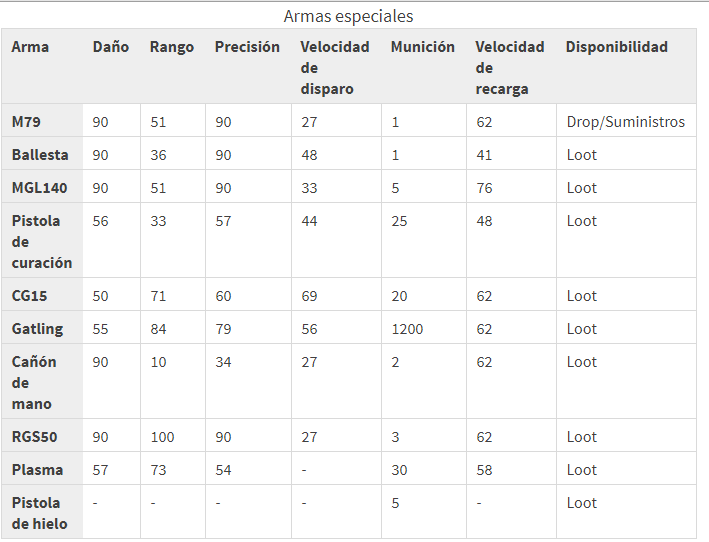 Armas especiales
Arma Daño Rango Precisión Velocidad de disparo Munición Velocidad de recarga Disponibilidad
M79 90 51 90 27 1 62 Drop/Suministros
Ballesta 90 36 90 48 1 41 Loot
MGL140 90 51 90 33 5 76 Loot
Pistola de curación 56 33 57 44 25 48 Loot
CG15 50 71 60 69 20 62 Loot
Gatling 55 84 79 56 1200 62 Loot
Cañón de mano 90 10 34 27 2 62 Loot
RGS50 90 100 90 27 3 62 Loot
Plasma 57 73 54 - 30 58 Loot
Pistola de hielo - - - - 5 - Loot